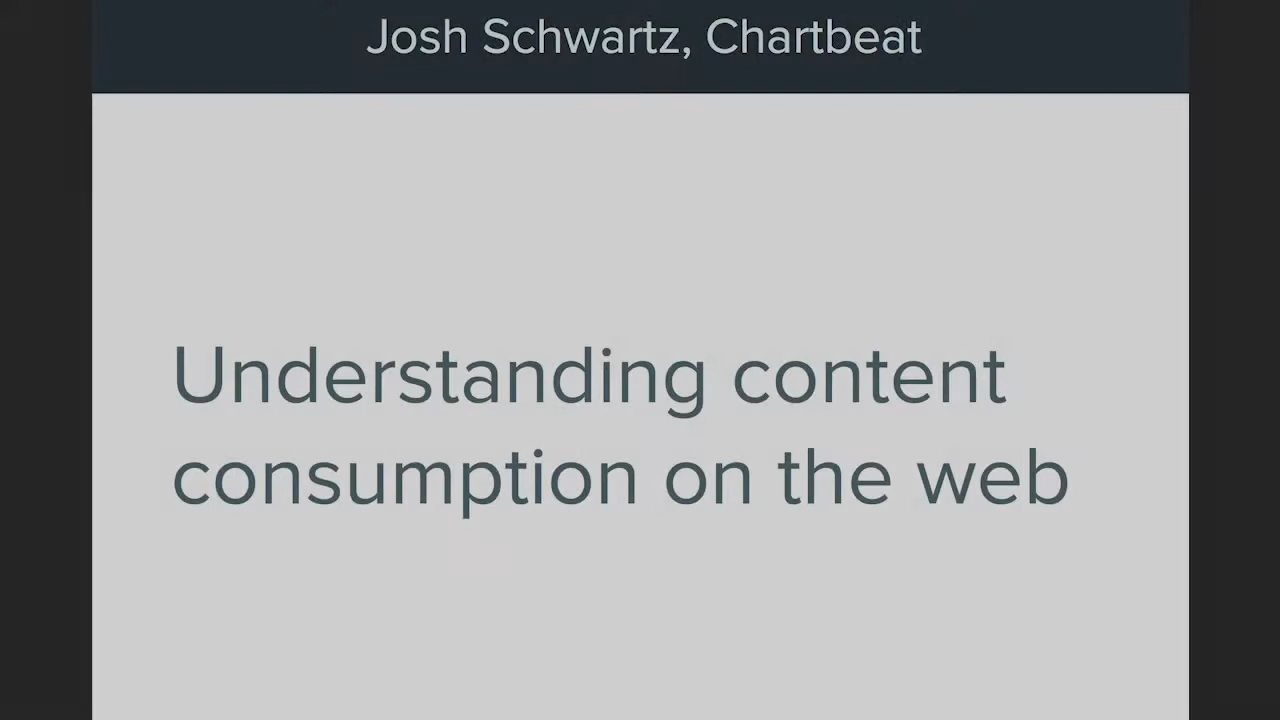 Josh Schwartz, Chartbeat
Understanding content
consumption on the web